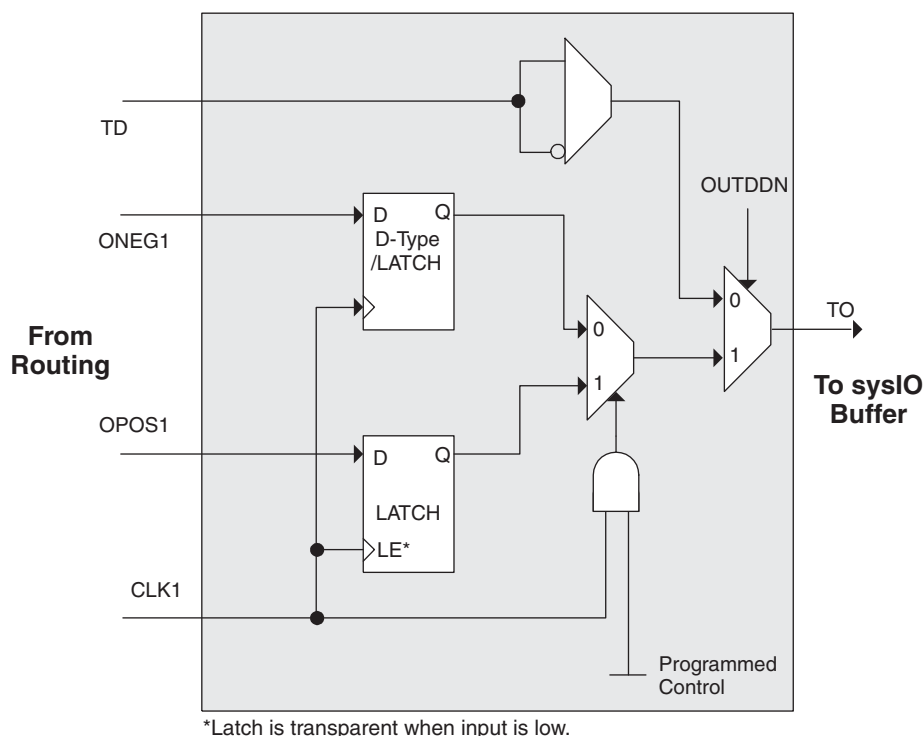 TD
OUTDDN
ONEG1
D
Q
D-Type
/LATCH
0
TO
0
1
From
Routing
1
To sysIO
Buffer
OPOS1
D
Q
LATCH
LE*
CLK1
Programmed
Control
*Latch is transparent when input is low.